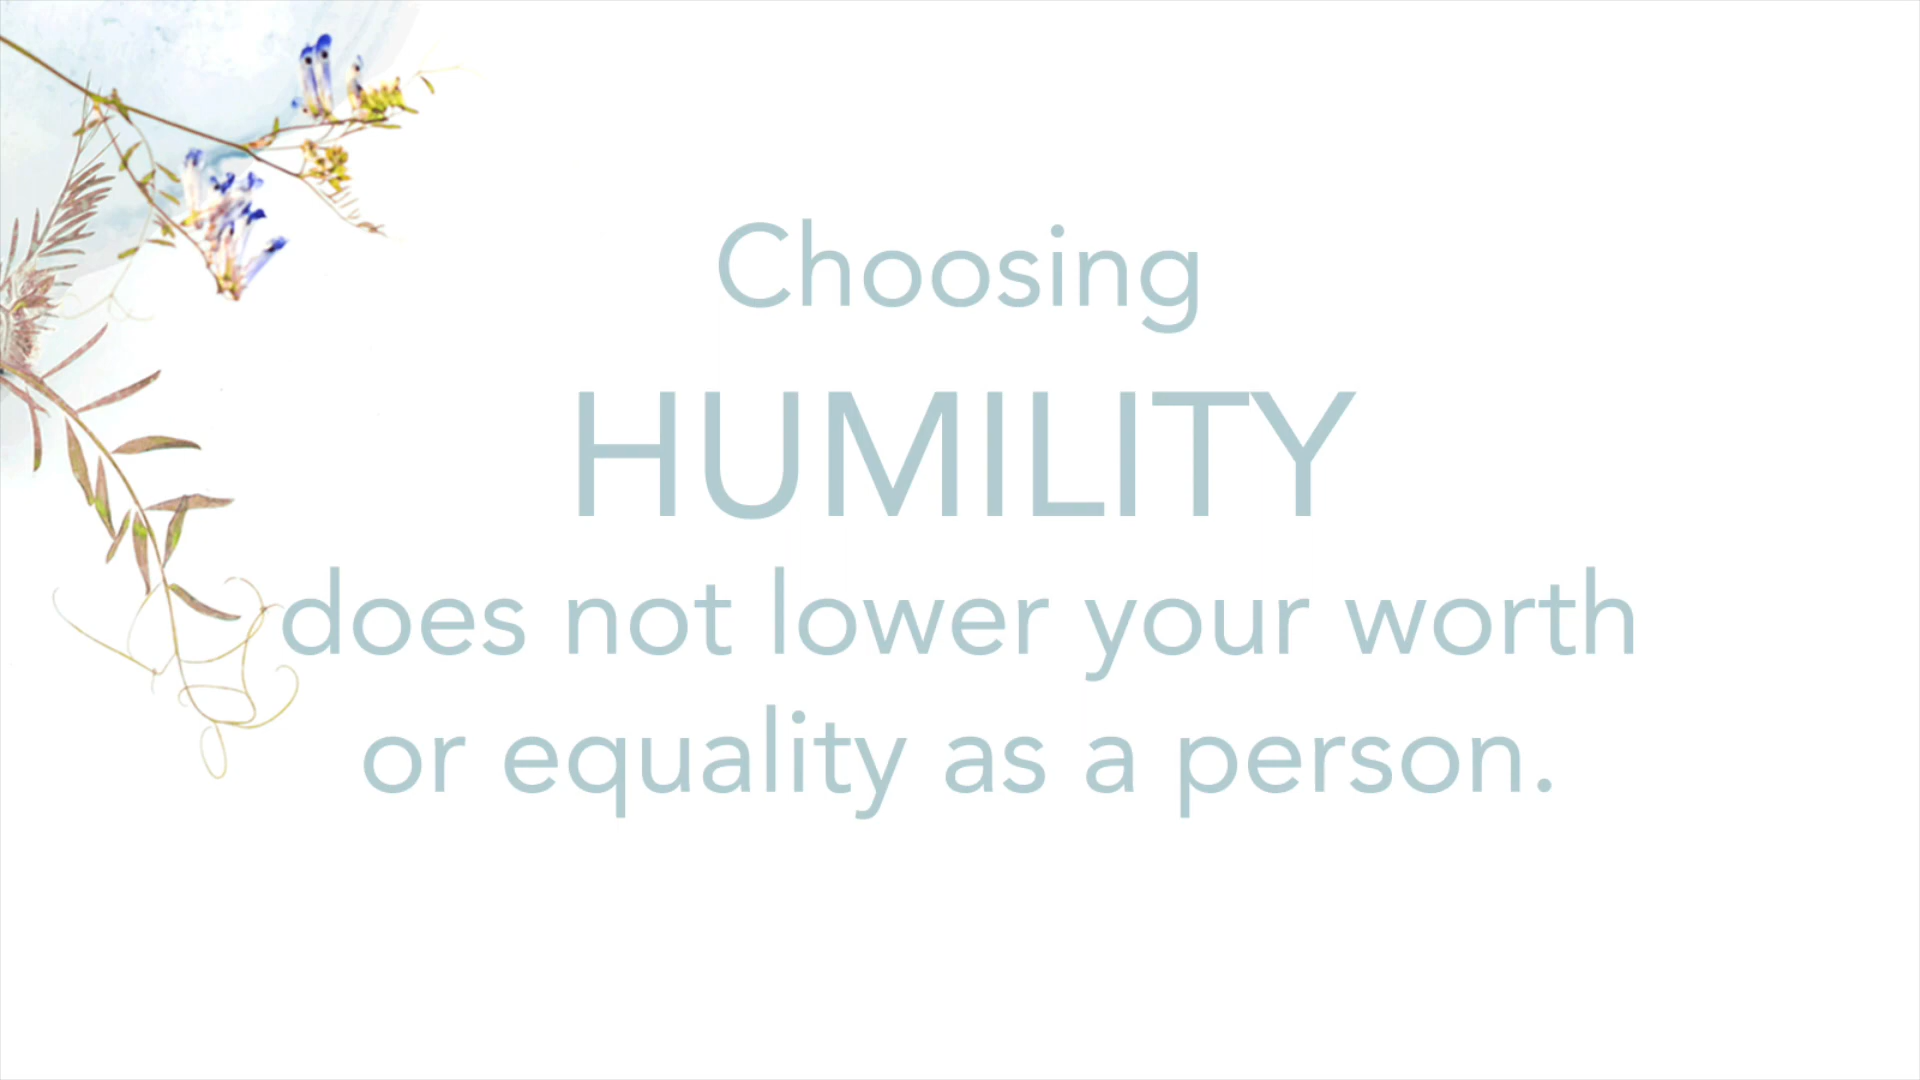 Choosing
HUMILITY
does not lower your worth
or equality as a person.